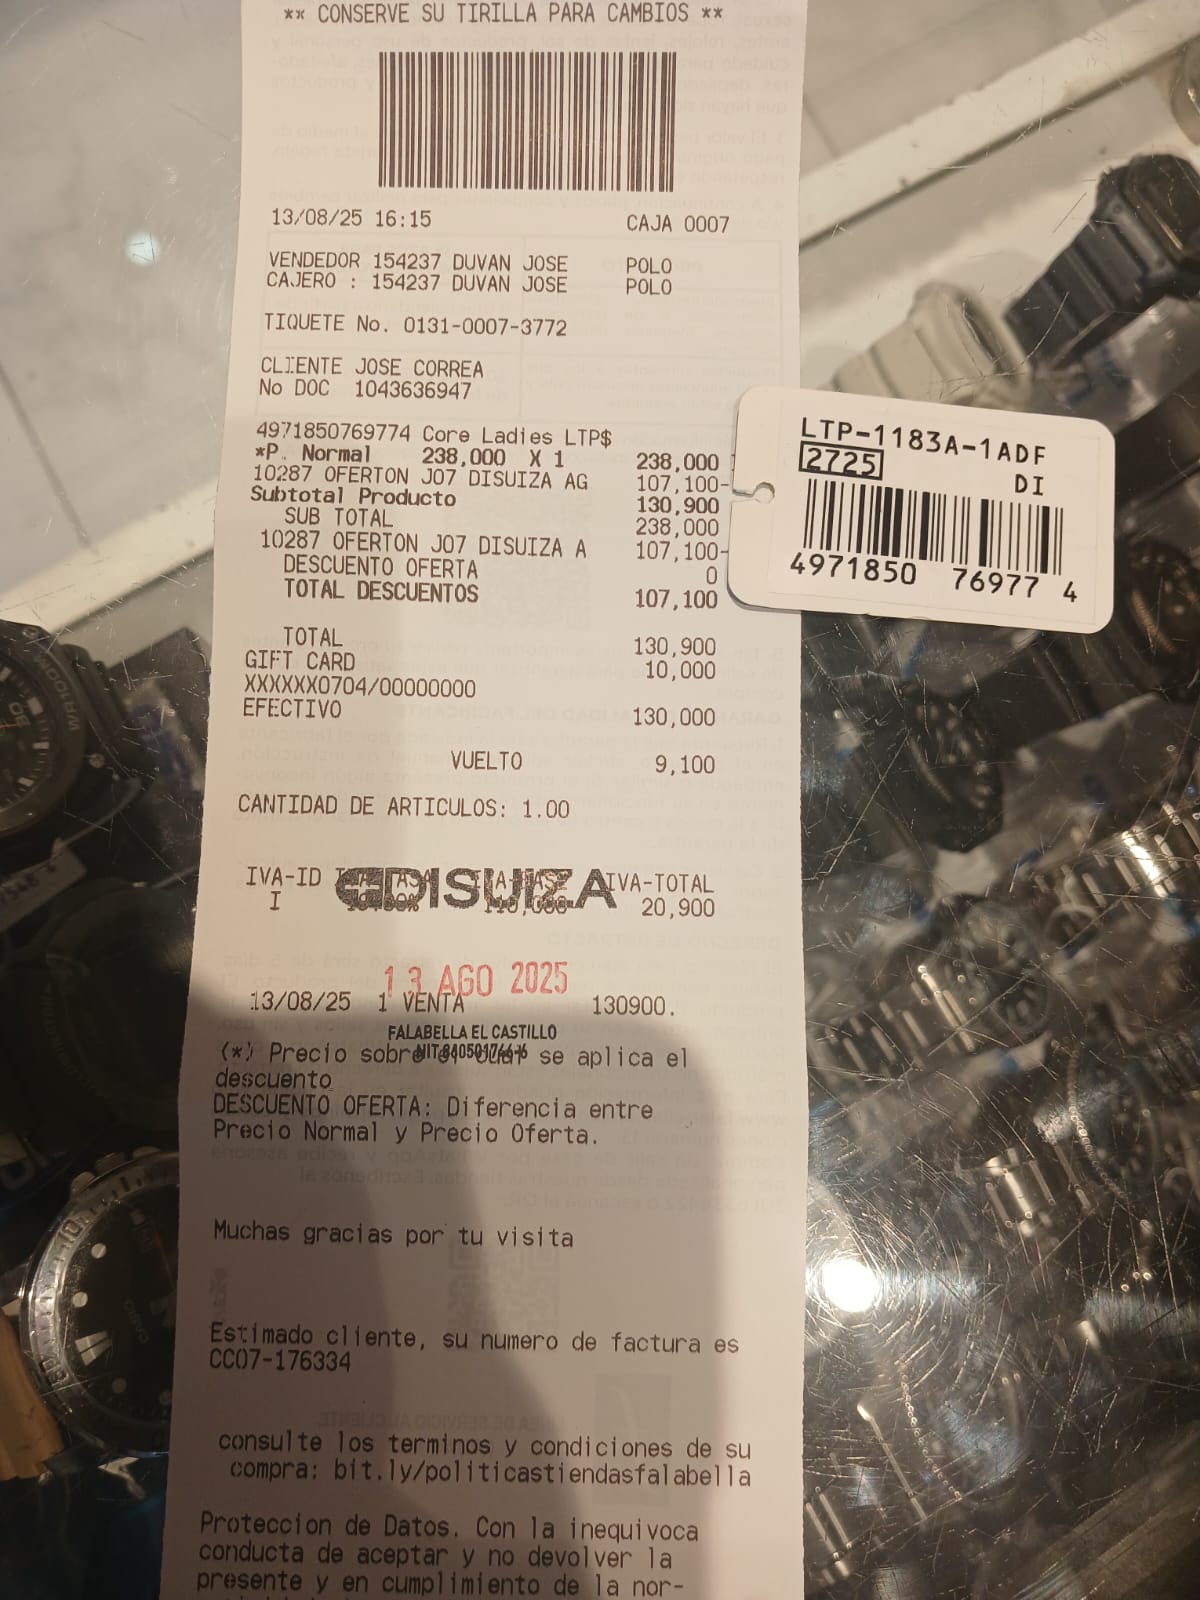 ** CONSERVE SU TIRILLA PARA CAMBIOS **
13/08/25 16:15 CAJA 0007
VENDEDOR 154237 DUVAN JOSE POLO
CAJERO : 154237 DUVAN JOSE POLO
TIQUETE No. 0131-0007-3772
CLIENTE JOSE CORREA
No DOC 1043636947
4971850769774 Core Ladies LTP$
*P. Normal 238,000 X 1 238,000
10287 OFERTON J07 DISUIZA AG 107,100-
Subtotal Producto 130,900
SUB TOTAL 238,000
10287 OFERTON J07 DISUIZA A 107,100-
DESCUENTO OFERTA 0
TOTAL DESCUENTOS 107,100
TOTAL 130,900
GIFT CARD 10,000
XXXXXX0704/00000000
EFECTIVO 130,000
VUELTO 9,100
CANTIDAD DE ARTICULOS: 1.00
IVA-ID IVA-TOTAL
I 20,900
DISUIZA
13 AGO 2025
13/08/25 1 VENTA 130900.
FALABELLA EL CASTILLO
(*) Precio sobre el cual se aplica el
descuento
DESCUENTO OFERTA: Diferencia entre
Precio Normal y Precio Oferta.
Muchas gracias por tu visita
Estimado cliente, su numero de factura es
CC07-176334
consulte los terminos y condiciones de su
compra: bit.ly/politicastiendasfalabella
Proteccion de Datos. Con la inequivoca
conducta de aceptar y no devolver la
presente y en cumplimiento de la nor-
LTP-1183A-1ADF
2725
DI
4971850 76977 4